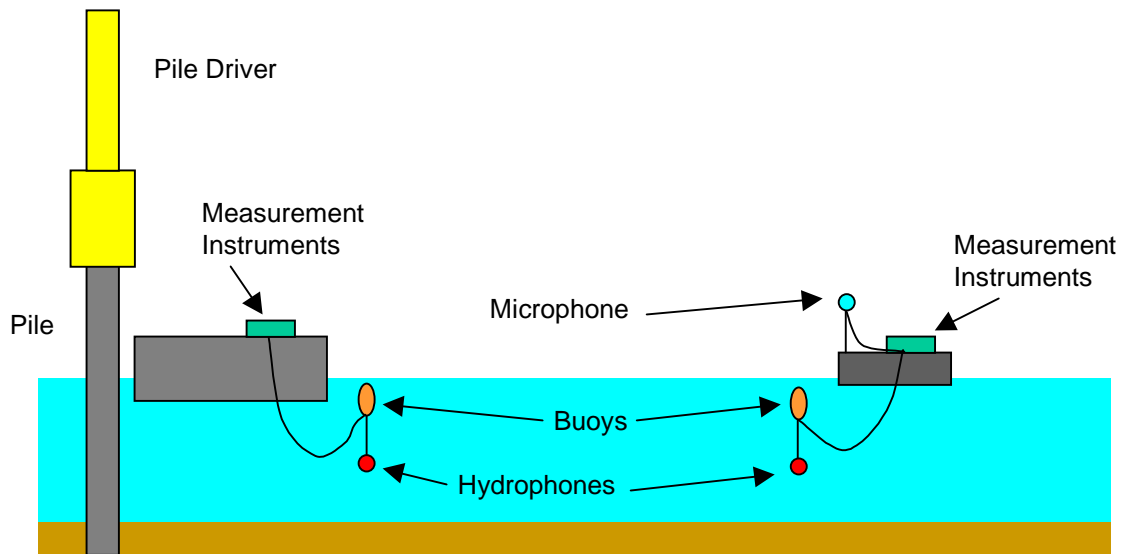 Pile Driver
Measurement
Instruments
Measurement
Instruments
Microphone
Pile
Buoys
Hydrophones